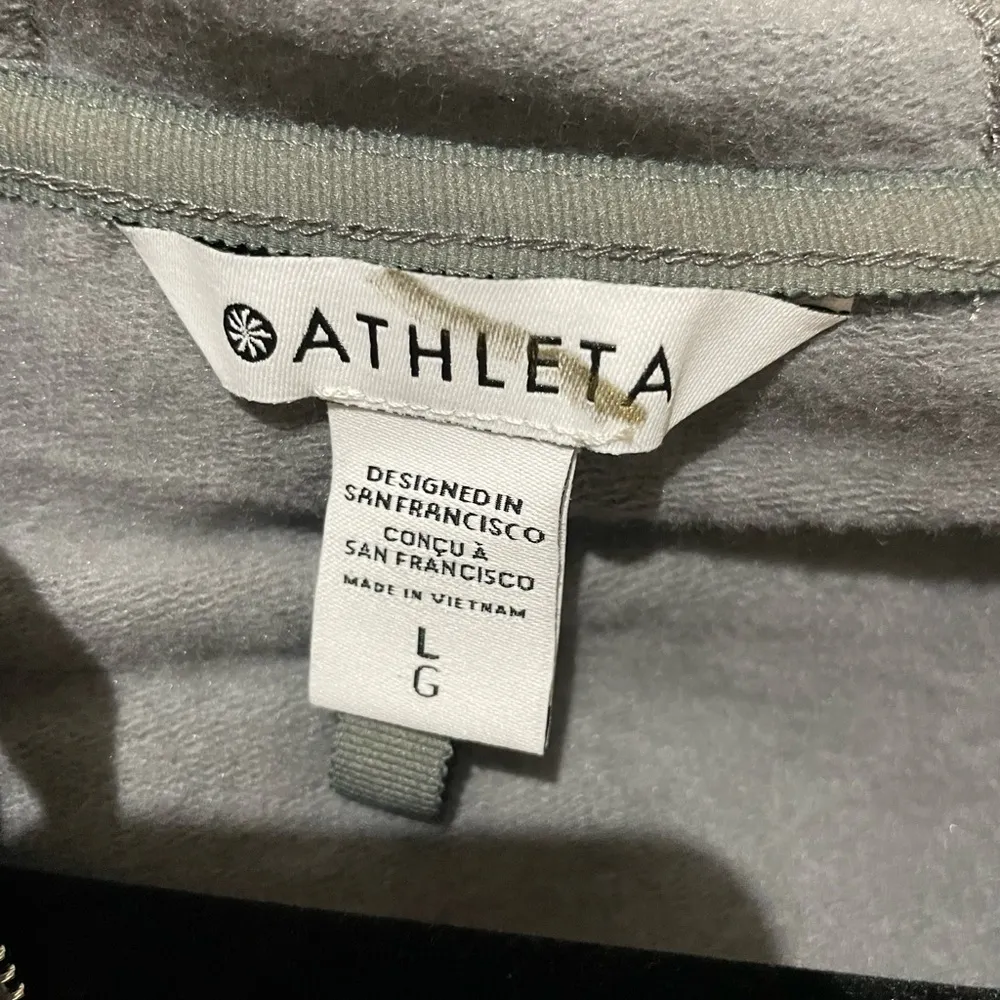 ATHLETA
DESIGNED IN
SAN FRANCISCO
CONÇU À
SAN FRANCISCO
MADE IN VIETNAM
L
G